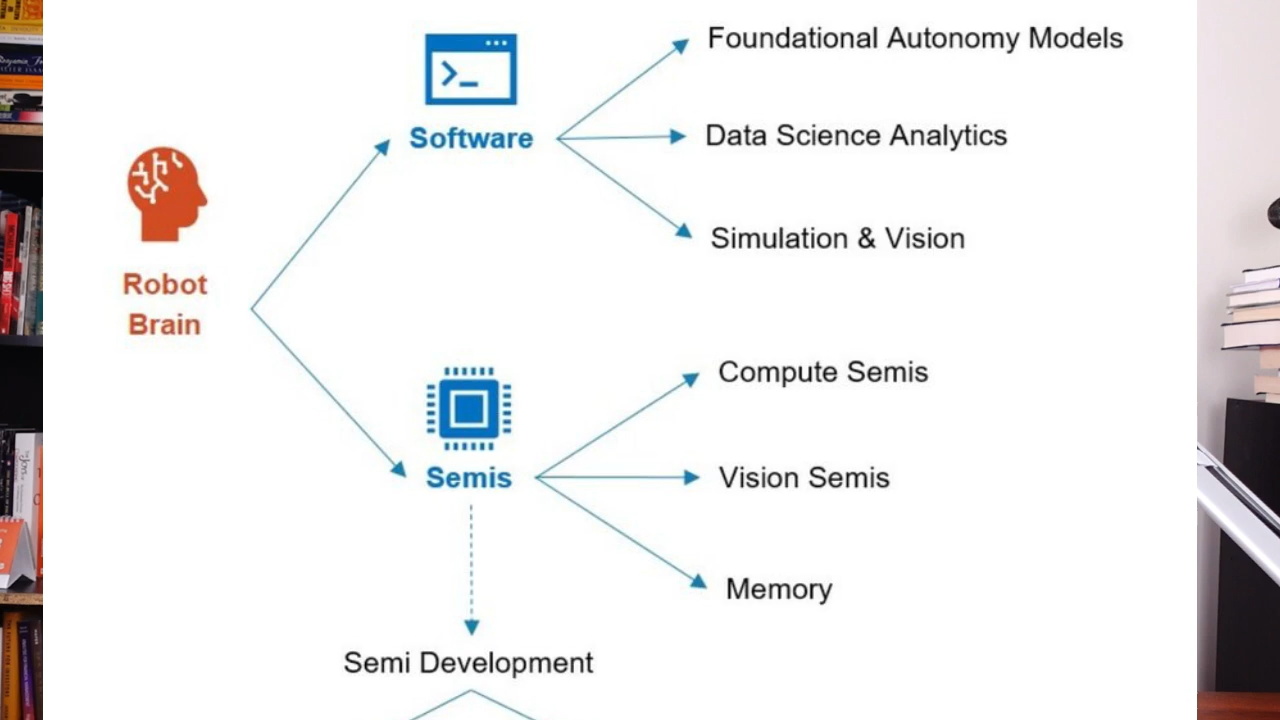 Foundational Autonomy Models
Software
Data Science Analytics
Simulation & Vision
Robot
Brain
Compute Semis
Semis
Vision Semis
Memory
Semi Development